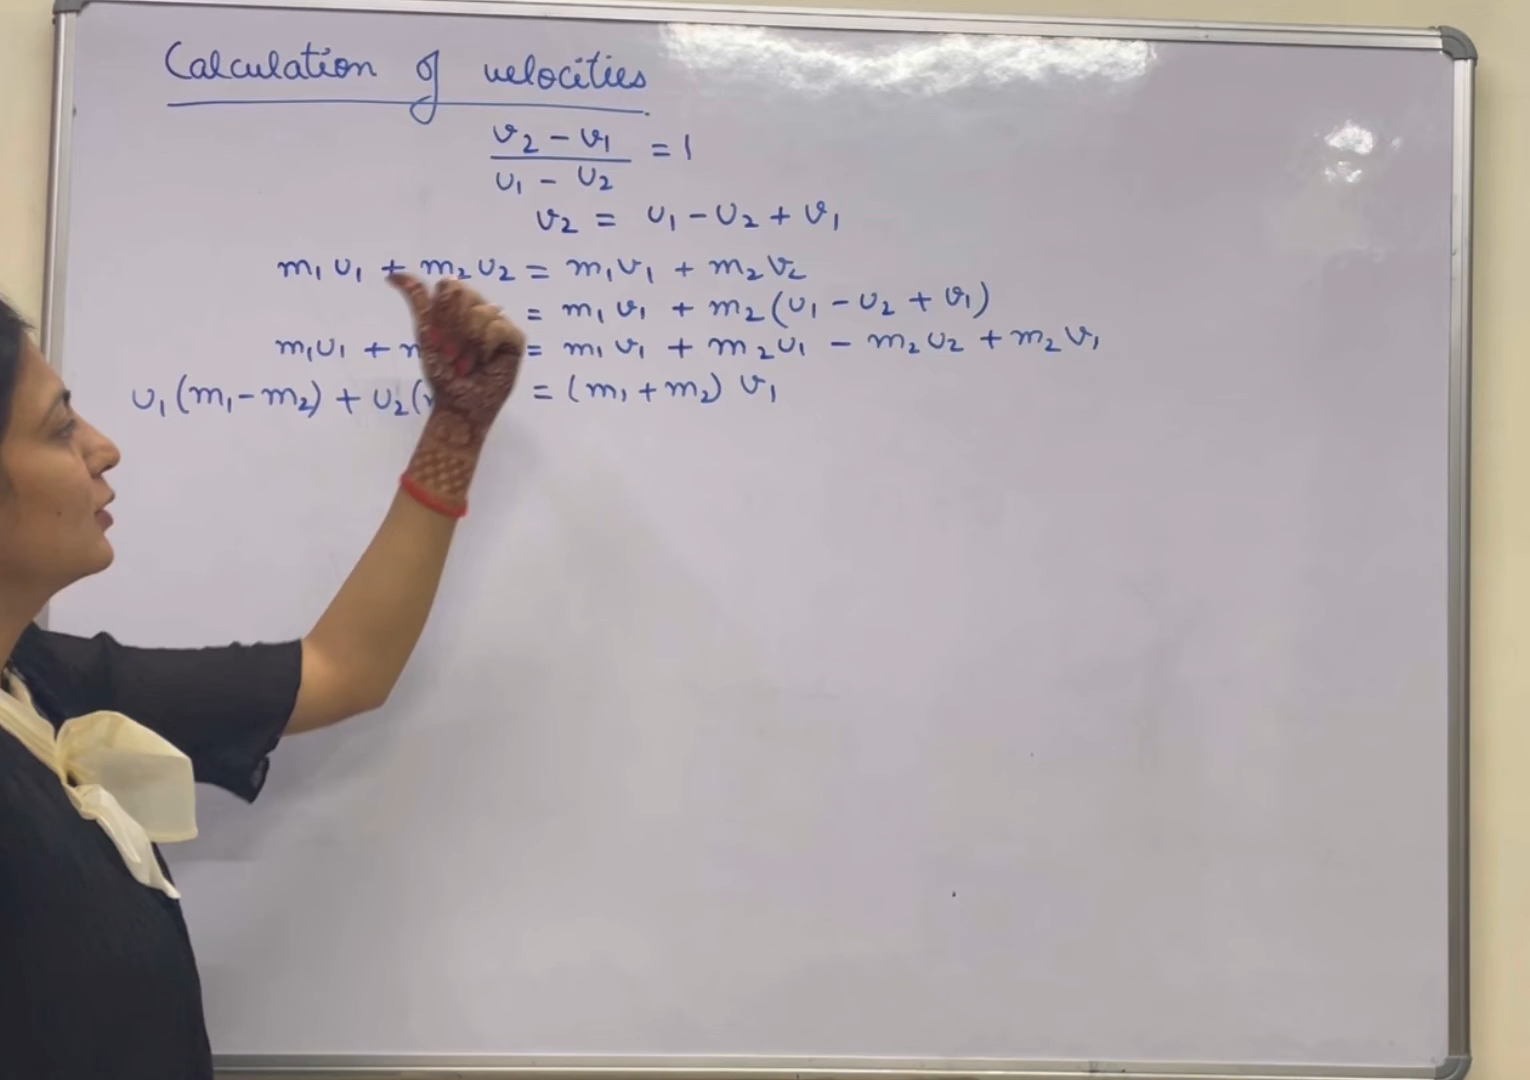 Calculation of velocities
v₂ - v₁ / u₁ - u₂ = 1
v₂ = u₁ - u₂ + v₁
m₁u₁ + m₂u₂ = m₁v₁ + m₂v₂
= m₁v₁ + m₂(u₁ - u₂ + v₁)
m₁u₁ + = m₁v₁ + m₂u₁ - m₂u₂ + m₂v₁
u₁(m₁ - m₂) + u₂( = (m₁ + m₂) v₁